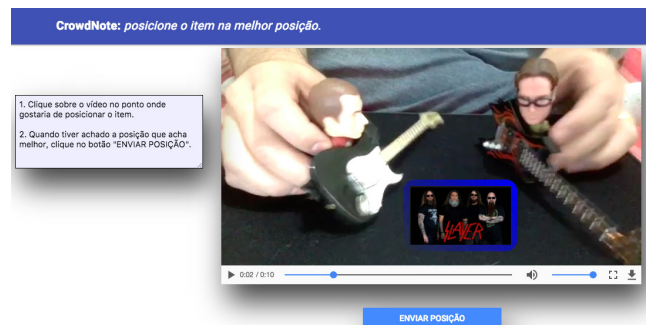 CrowdNote: posicione o item na melhor posição.
1. Clique sobre o vídeo no ponto onde
gostaria de posicionar o item.
2. Quando tiver achado a posição que acha
melhor, clique no botão "ENVIAR POSIÇÃO".
SLAYER
0:02 / 0:10
ENVIAR POSIÇÃO